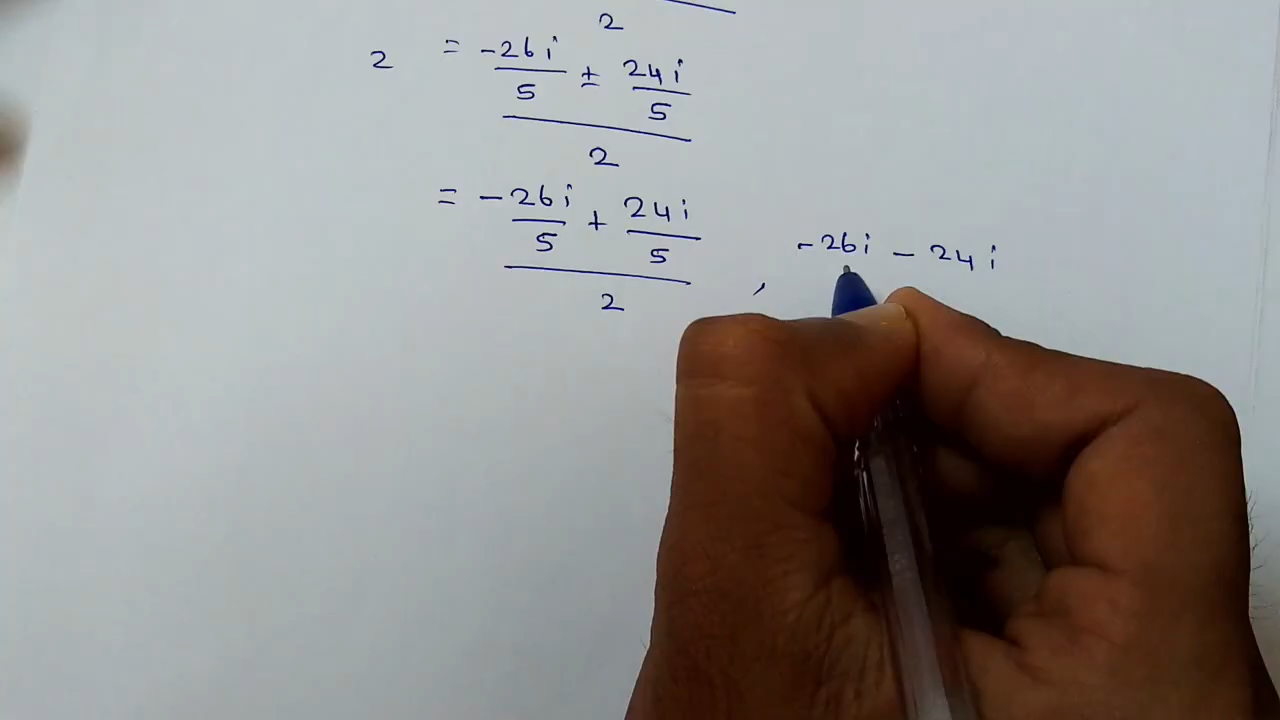 2
2 = -26i/5 ± 24i/5
2
= -26i/5 + 24i/5 , -26i - 24i
2